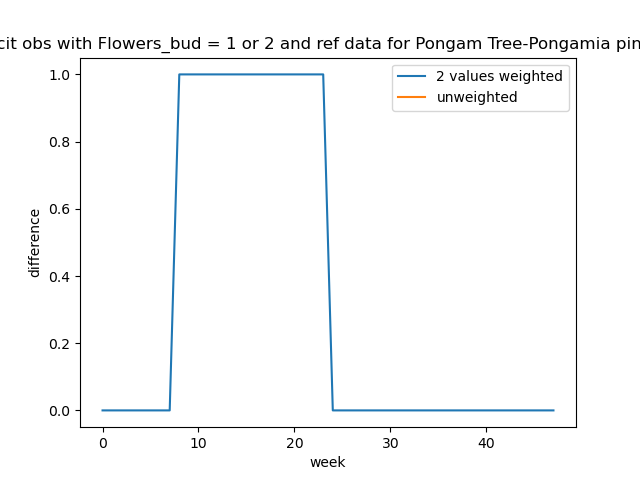 cit obs with Flowers_bud = 1 or 2 and ref data for Pongam Tree-Pongamia pin
2 values weighted
unweighted
1.0
0.8
0.6
0.4
0.2
0.0
difference
0 10 20 30 40
week